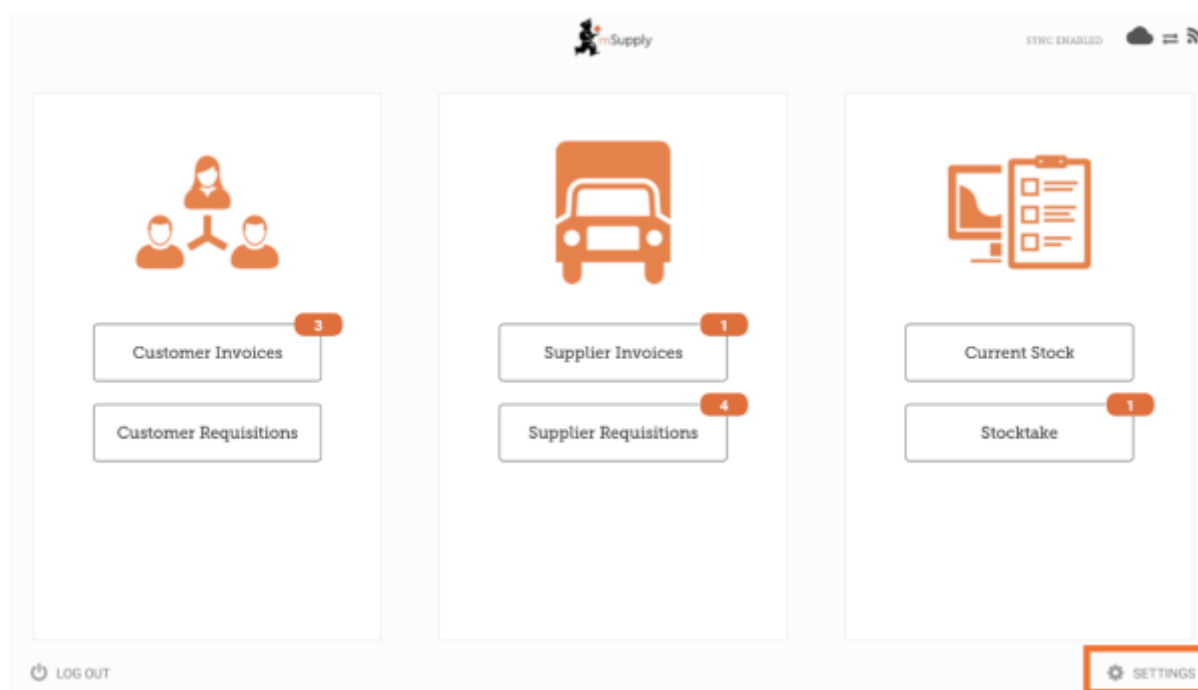 mSupply
SYNC ENABLED
3
Customer Invoices
Customer Requisitions
1
Supplier Invoices
4
Supplier Requisitions
Current Stock
1
Stocktake
LOG OUT
SETTINGS